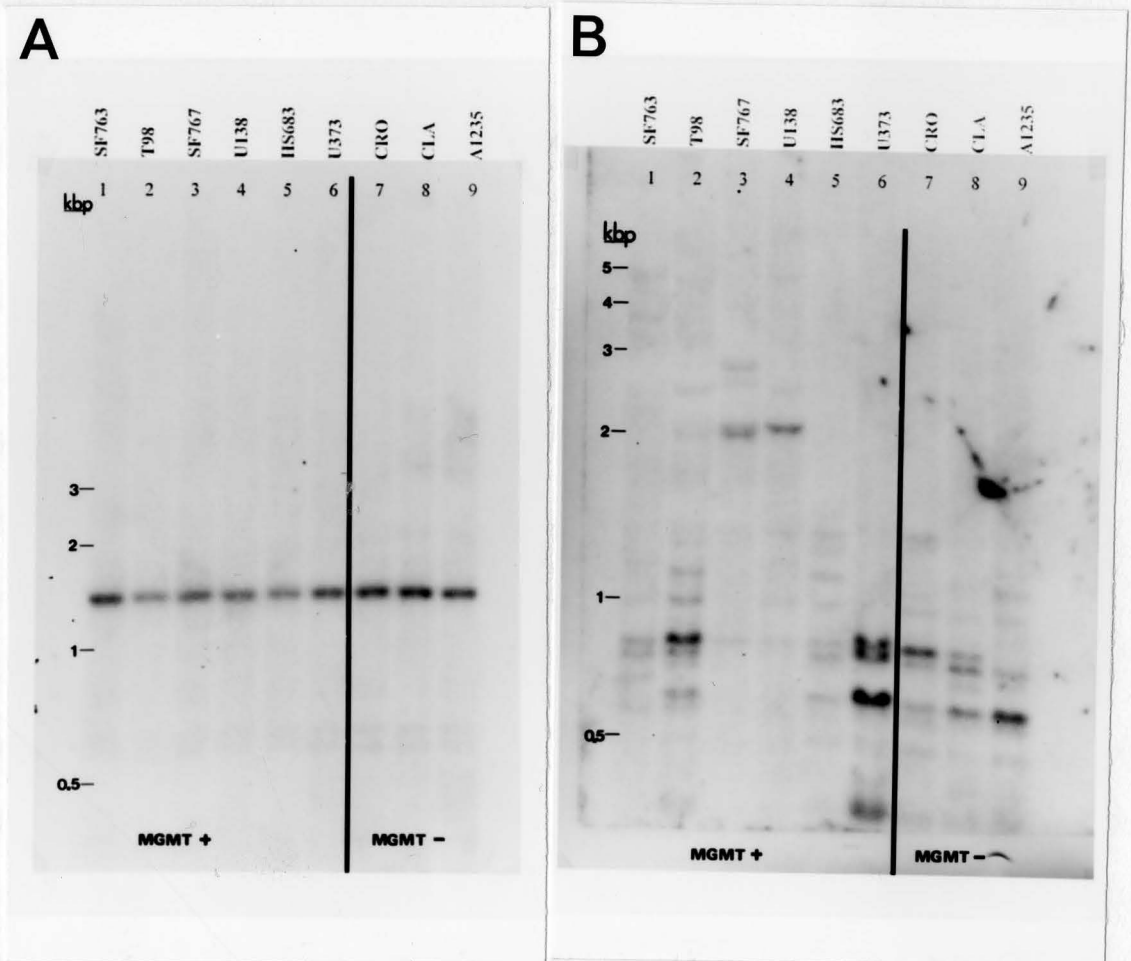 A
SF763 T98 SF767 U138 HS683 U373 CRO CLA A1235
1 2 3 4 5 6 7 8 9
kbp
3
2
1
0.5
MGMT + MGMT -
B
SF763 T98 SF767 U138 HS683 U373 CRO CLA A1235
1 2 3 4 5 6 7 8 9
kbp
5
4
3
2
1
0.5
MGMT + MGMT -